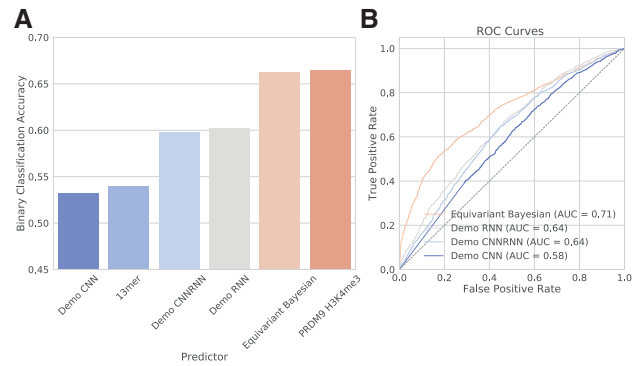 A
0.70
0.65
0.60
0.55
0.50
0.45
Binary Classification Accuracy
Demo CNN
13mer
Demo CNNRNN
Demo RNN
Equivariant Bayesian
PRDM9 H3K4me3
Predictor
B
ROC Curves
1.0
0.8
0.6
0.4
0.2
0.0
True Positive Rate
Equivariant Bayesian (AUC = 0.71)
Demo RNN (AUC = 0.64)
Demo CNNRNN (AUC = 0.64)
Demo CNN (AUC = 0.58)
0.0 0.2 0.4 0.6 0.8 1.0
False Positive Rate